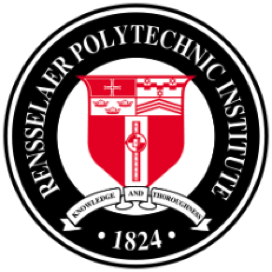 RENSSELAER POLYTECHNIC INSTITUTE
KNOWLEDGE AND THOROUGHNESS
• 1824 •